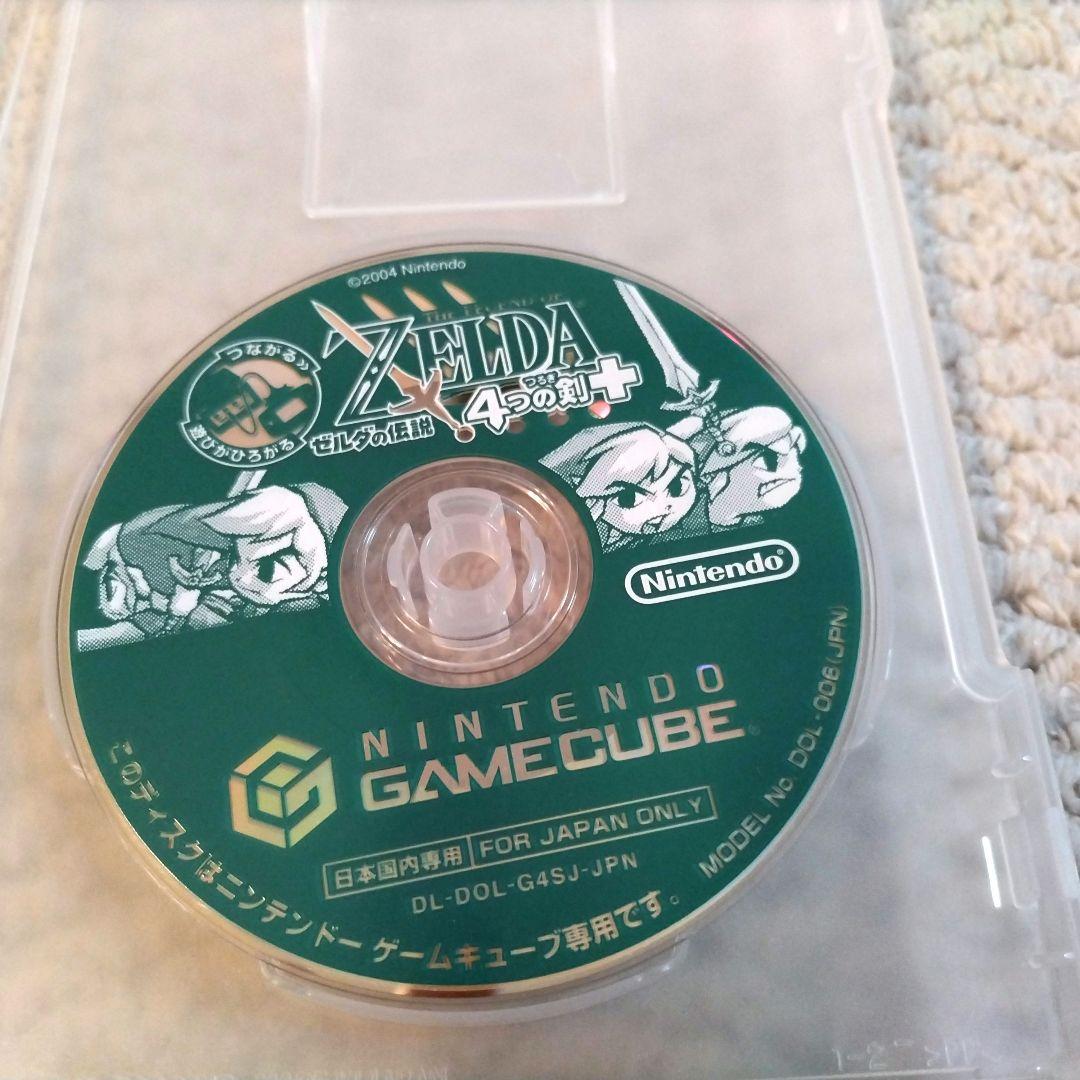 ©2004 Nintendo
つながる》
遊びがひろがる
THE LEGEND OF
ZELDA
ゼルダの伝説
つるぎ
4つの剣+
Nintendo
NINTENDO
GAMECUBE
日本国内専用 FOR JAPAN ONLY
DL-DOL-G4SJ-JPN
MODEL No. DOL-006(JPN)
このディスクはニンテンドー ゲームキューブ専用です。